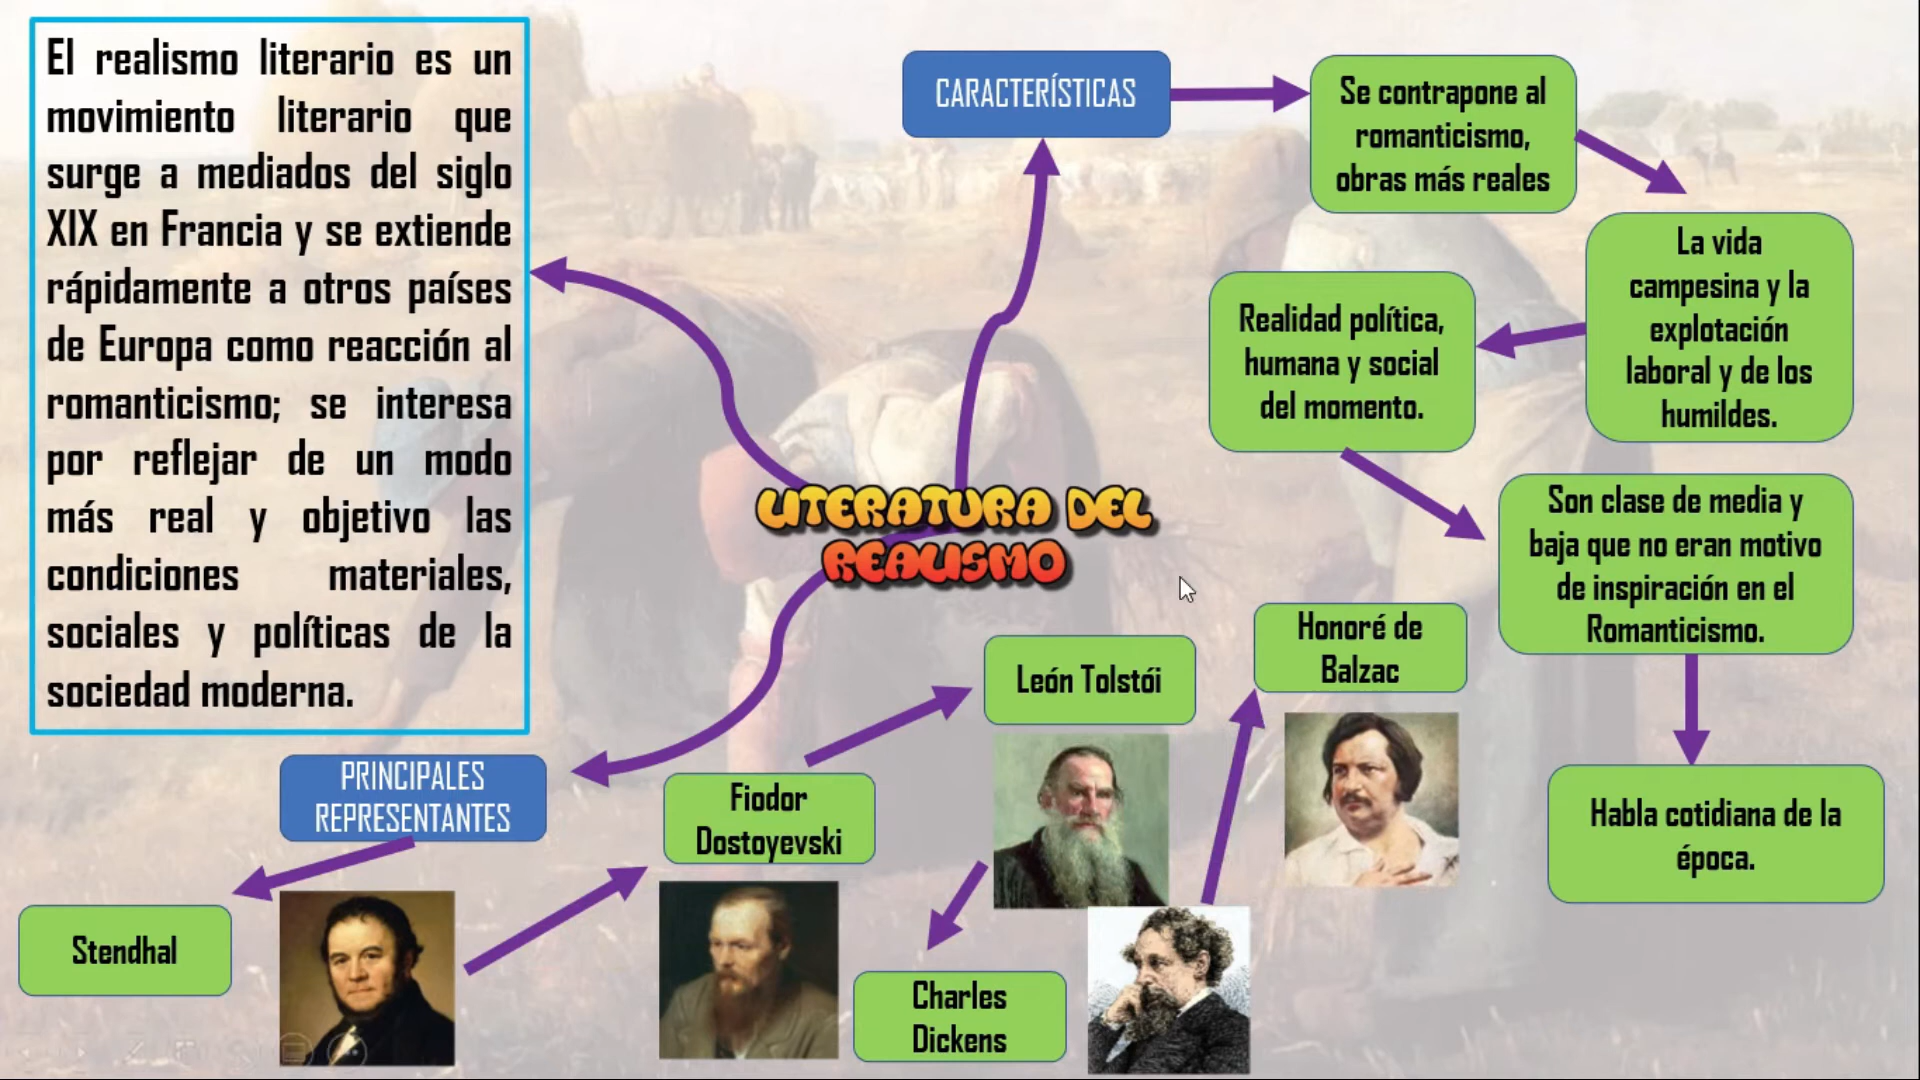 El realismo literario es un
movimiento literario que
surge a mediados del siglo
XIX en Francia y se extiende
rápidamente a otros países
de Europa como reacción al
romanticismo; se interesa
por reflejar de un modo
más real y objetivo las
condiciones materiales,
sociales y políticas de la
sociedad moderna.
CARACTERÍSTICAS
Se contrapone al
romanticismo,
obras más reales
La vida
campesina y la
explotación
laboral y de los
humildes.
Realidad política,
humana y social
del momento.
Son clase de media y
baja que no eran motivo
de inspiración en el
Romanticismo.
Habla cotidiana de la
época.
LITERATURA DEL
REALISMO
PRINCIPALES
REPRESENTANTES
Stendhal
Fiodor
Dostoyevski
León Tolstói
Charles
Dickens
Honoré de
Balzac